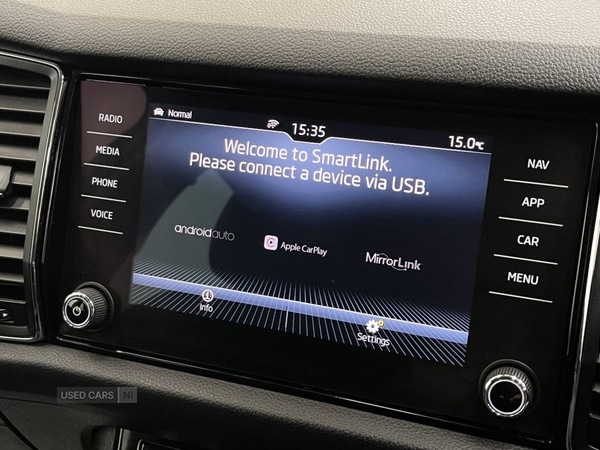 RADIO
MEDIA
PHONE
VOICE
Normal
15:35
15.0℃
Welcome to SmartLink.
Please connect a device via USB.
androidauto
Apple CarPlay
MirrorLink
Info
Settings
NAV
APP
CAR
MENU
USED CARS NI